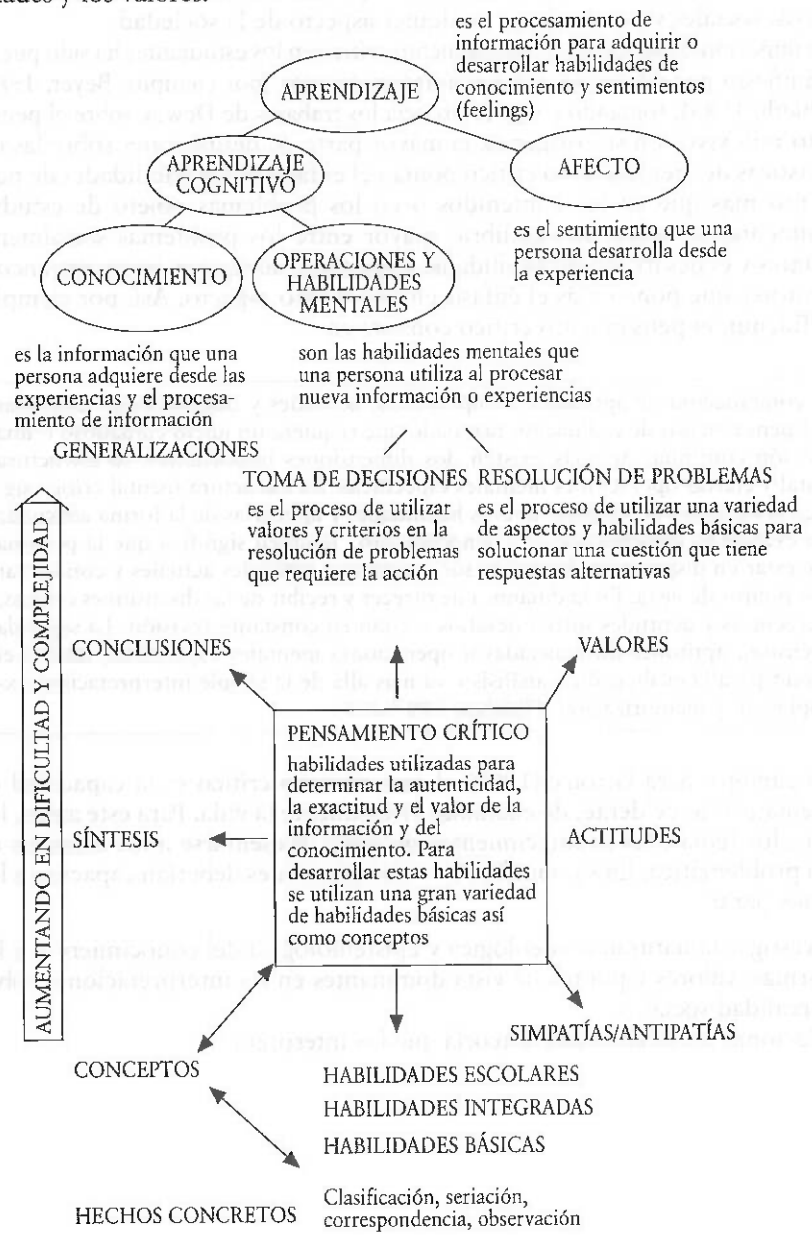 ades y los valores.
es el procesamiento de
información para adquirir o
desarrollar habilidades de
conocimiento y sentimientos
(feelings)
APRENDIZAJE
APRENDIZAJE
COGNITIVO
AFECTO
es el sentimiento que una
persona desarrolla desde
la experiencia
CONOCIMIENTO
OPERACIONES Y
HABILIDADES
MENTALES
es la información que una
persona adquiere desde las
experiencias y el procesa-
miento de información
son las habilidades mentales que
una persona utiliza al procesar
nueva información o experiencias
GENERALIZACIONES
TOMA DE DECISIONES
es el proceso de utilizar
valores y criterios en la
resolución de problemas
que requiere la acción
RESOLUCIÓN DE PROBLEMAS
es el proceso de utilizar una variedad
de aspectos y habilidades básicas para
solucionar una cuestión que tiene
respuestas alternativas
AUMENTANDO EN DIFICULTAD Y COMPLEJIDAD
CONCLUSIONES
VALORES
PENSAMIENTO CRÍTICO
habilidades utilizadas para
determinar la autenticidad,
la exactitud y el valor de la
información y del
conocimiento. Para
desarrollar estas habilidades
se utilizan una gran variedad
de habilidades básicas así
como conceptos
SÍNTESIS
ACTITUDES
SIMPATÍAS/ANTIPATÍAS
CONCEPTOS
HABILIDADES ESCOLARES
HABILIDADES INTEGRADAS
HABILIDADES BÁSICAS
HECHOS CONCRETOS
Clasificación, seriación,
correspondencia, observación